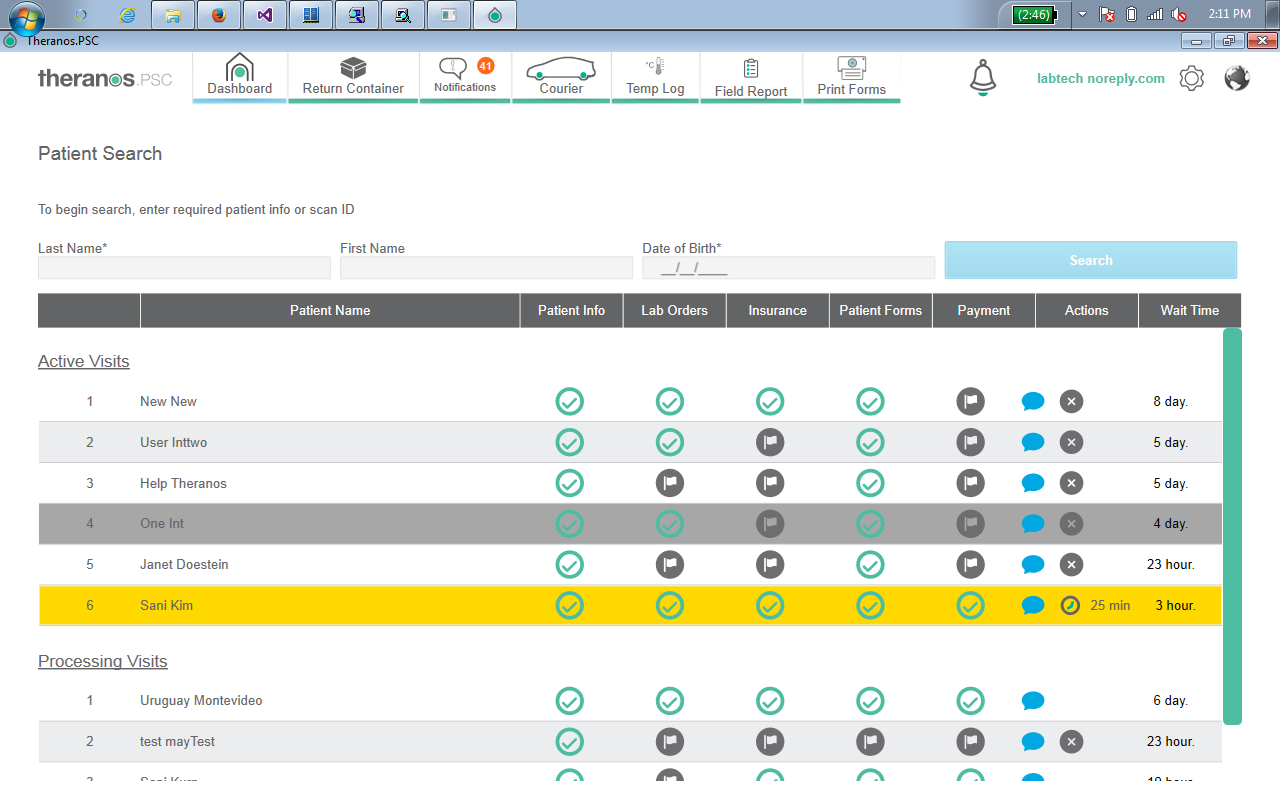 (2:46) 2:11 PM
Theranos.PSC
theranos.PSC Dashboard Return Container Notifications 41 Courier °C Temp Log Field Report Print Forms labtech noreply.com
Patient Search
To begin search, enter required patient info or scan ID
Last Name* First Name Date of Birth*
__/__/____ Search
Patient Name Patient Info Lab Orders Insurance Patient Forms Payment Actions Wait Time
Active Visits
1 New New 8 day.
2 User Inttwo 5 day.
3 Help Theranos 5 day.
4 One Int 4 day.
5 Janet Doestein 23 hour.
6 Sani Kim 25 min 3 hour.
Processing Visits
1 Uruguay Montevideo 6 day.
2 test mayTest 23 hour.